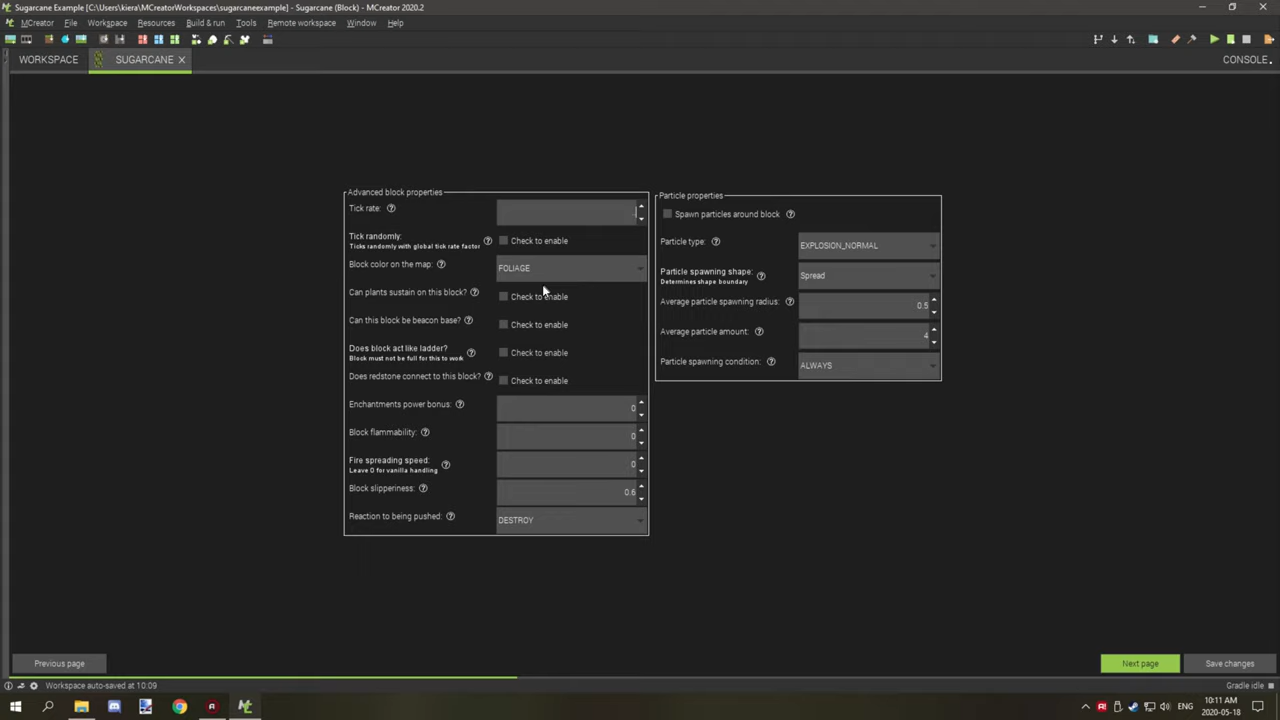 Sugarcane Example [C:\Users\kiera\MCreatorWorkspaces\sugarcaneexample] - Sugarcane (Block) - MCreator 2020.2
MCreator File Workspace Resources Build & run Tools Remote workspace Window Help
WORKSPACE SUGARCANE CONSOLE
Advanced block properties
Tick rate:
Tick randomly: Check to enable
Ticks randomly with global tick rate factor
Block color on the map: FOLIAGE
Can plants sustain on this block? Check to enable
Can this block be beacon base? Check to enable
Does block act like ladder? Check to enable
Block must not be full for this to work
Does redstone connect to this block? Check to enable
Enchantments power bonus: 0
Block flammability: 0
Fire spreading speed: 0
Leave 0 for vanilla handling
Block slipperiness: 0.6
Reaction to being pushed: DESTROY
Particle properties
Spawn particles around block
Particle type: EXPLOSION_NORMAL
Particle spawning shape: Spread
Determines shape boundary
Average particle spawning radius: 0.5
Average particle amount: 4
Particle spawning condition: ALWAYS
Previous page Next page Save changes
Workspace auto-saved at 10:09 Gradle idle
ENG 10:11 AM
2020-05-18